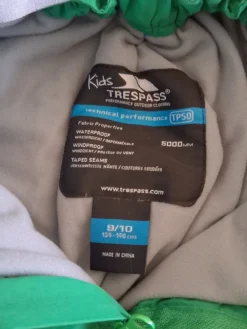 Kids
TRESPASS
PERFORMANCE OUTDOOR CLOTHING
technical performance TP50
Fabric Properties
WATERPROOF 5000mm
WINDPROOF
TAPED SEAMS
www.trespass.com
9/10
MADE IN CHINA